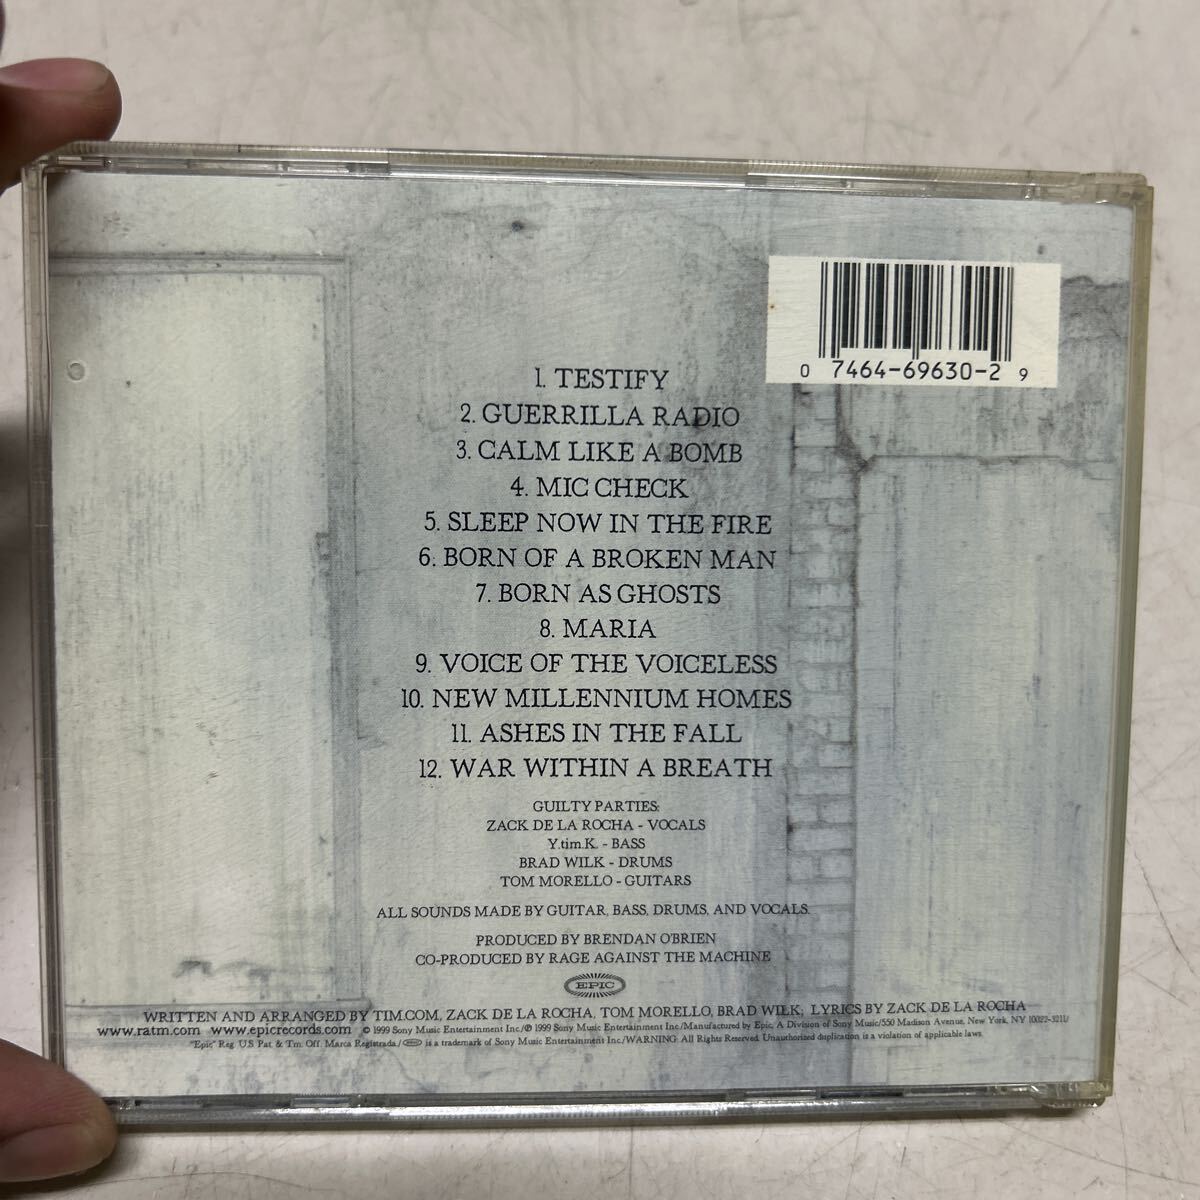 0 7464-69630-2 9
1. TESTIFY
2. GUERRILLA RADIO
3. CALM LIKE A BOMB
4. MIC CHECK
5. SLEEP NOW IN THE FIRE
6. BORN OF A BROKEN MAN
7. BORN AS GHOSTS
8. MARIA
9. VOICE OF THE VOICELESS
10. NEW MILLENNIUM HOMES
11. ASHES IN THE FALL
12. WAR WITHIN A BREATH
GUILTY PARTIES:
ZACK DE LA ROCHA - VOCALS
Y.tim.K. - BASS
BRAD WILK - DRUMS
TOM MORELLO - GUITARS
ALL SOUNDS MADE BY GUITAR, BASS, DRUMS, AND VOCALS.
PRODUCED BY BRENDAN O'BRIEN
CO-PRODUCED BY RAGE AGAINST THE MACHINE
EPIC
WRITTEN AND ARRANGED BY TIM.COM, ZACK DE LA ROCHA, TOM MORELLO, BRAD WILK; LYRICS BY ZACK DE LA ROCHA
www.ratm.com www.epicrecords.com © 1999 Sony Music Entertainment Inc./℗ 1999 Sony Music Entertainment Inc./Manufactured by Epic, A Division of Sony Music/550 Madison Avenue, New York, NY 10022-3211/
"Epic" Reg. U.S. Pat. & Tm. Off. Marca Registrada./EPIC is a trademark of Sony Music Entertainment Inc./WARNING: All Rights Reserved. Unauthorized duplication is a violation of applicable laws.